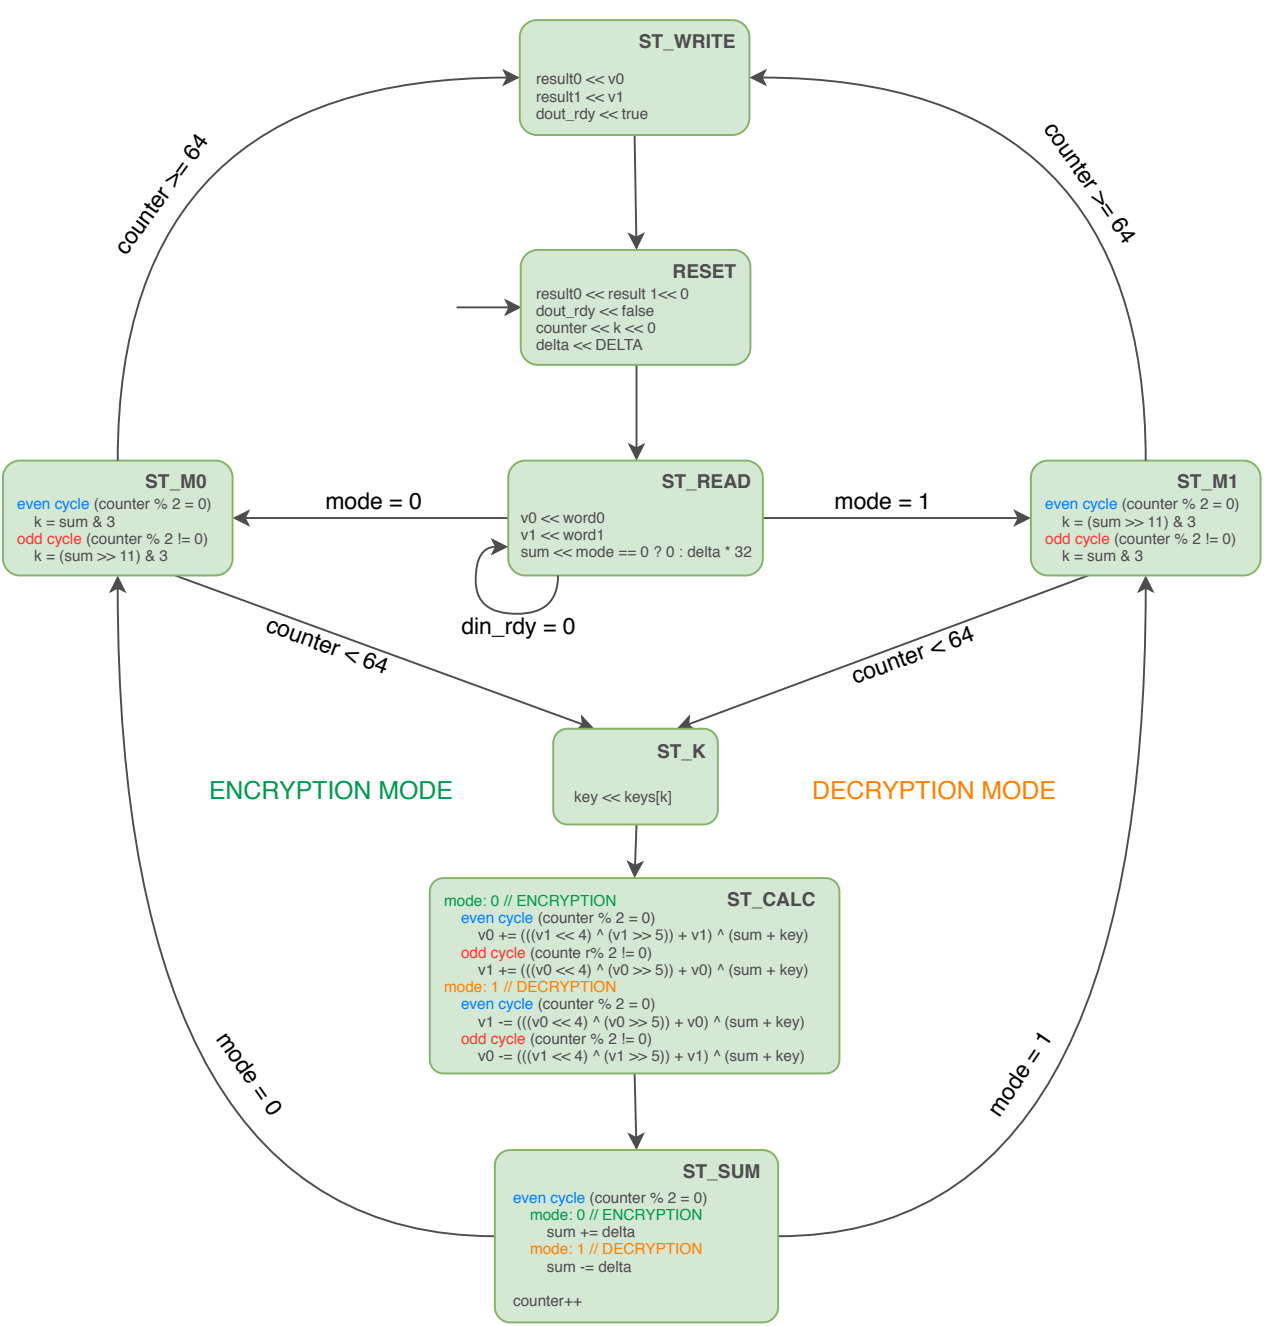 ST_WRITE
result0 << v0
result1 << v1
dout_rdy << true
counter >= 64
counter >= 64
RESET
result0 << result 1<< 0
dout_rdy << false
counter << k << 0
delta << DELTA
ST_M0
even cycle (counter % 2 = 0)
k = sum & 3
odd cycle (counter % 2 != 0)
k = (sum >> 11) & 3
mode = 0
ST_READ
v0 << word0
v1 << word1
sum << mode == 0 ? 0 : delta * 32
mode = 1
ST_M1
even cycle (counter % 2 = 0)
k = (sum >> 11) & 3
odd cycle (counter % 2 != 0)
k = sum & 3
din_rdy = 0
counter < 64
counter < 64
ST_K
key << keys[k]
ENCRYPTION MODE
DECRYPTION MODE
ST_CALC
mode: 0 // ENCRYPTION
even cycle (counter % 2 = 0)
v0 += (((v1 << 4) ^ (v1 >> 5)) + v1) ^ (sum + key)
odd cycle (counte r% 2 != 0)
v1 += (((v0 << 4) ^ (v0 >> 5)) + v0) ^ (sum + key)
mode: 1 // DECRYPTION
even cycle (counter % 2 = 0)
v1 -= (((v0 << 4) ^ (v0 >> 5)) + v0) ^ (sum + key)
odd cycle (counter % 2 != 0)
v0 -= (((v1 << 4) ^ (v1 >> 5)) + v1) ^ (sum + key)
mode = 0
mode = 1
ST_SUM
even cycle (counter % 2 = 0)
mode: 0 // ENCRYPTION
sum += delta
mode: 1 // DECRYPTION
sum -= delta
counter++